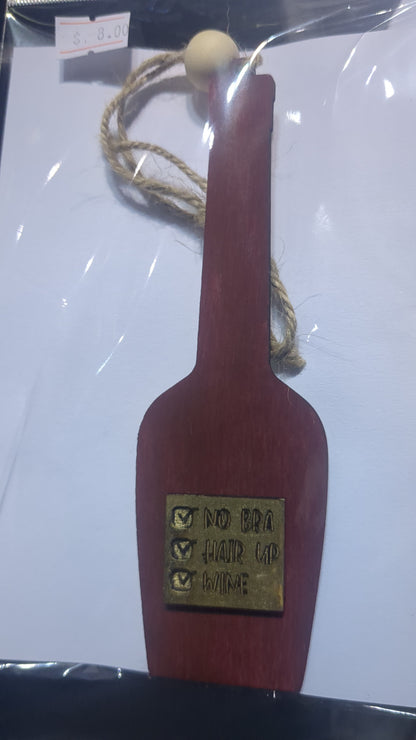 $. 8.00
NO BRA
HAIR UP
WINE